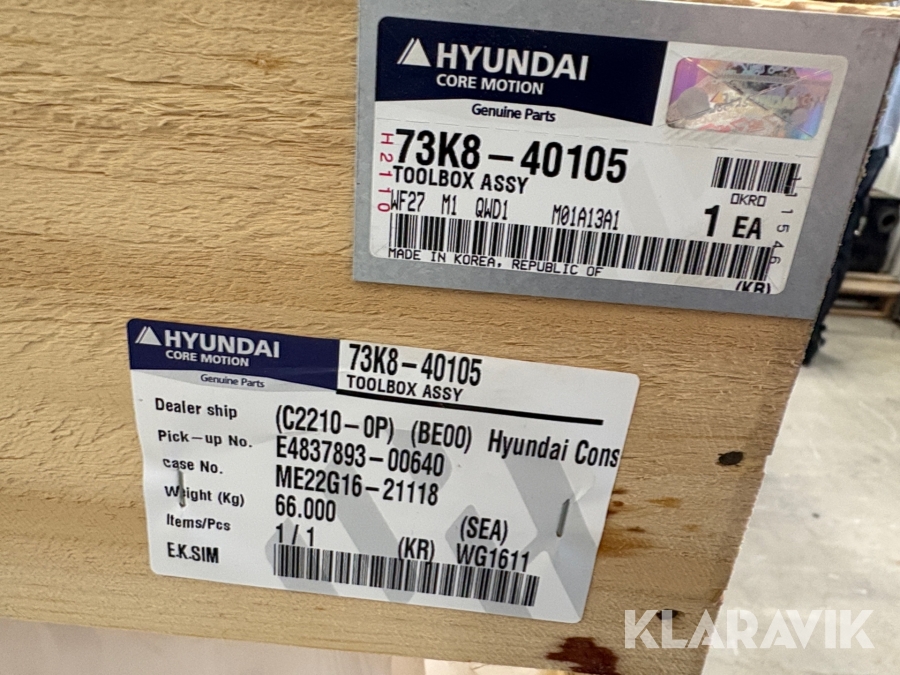 HYUNDAI
CORE MOTION
Genuine Parts
73K8-40105
H2110
TOOLBOX ASSY
WF27 M1 QWD1 M01A13A1
OKRO
1 EA
MADE IN KOREA, REPUBLIC OF
(KR)
HYUNDAI
CORE MOTION
Genuine Parts
73K8-40105
TOOLBOX ASSY
Dealer ship (C2210-0P) (BE00) Hyundai Cons
Pick-up No. E4837893-00640
case No. ME22G16-21118
Weight (Kg) 66.000
Items/Pcs 1 / 1 (SEA)
E.K.SIM (KR) WG1611
KLARAVIK